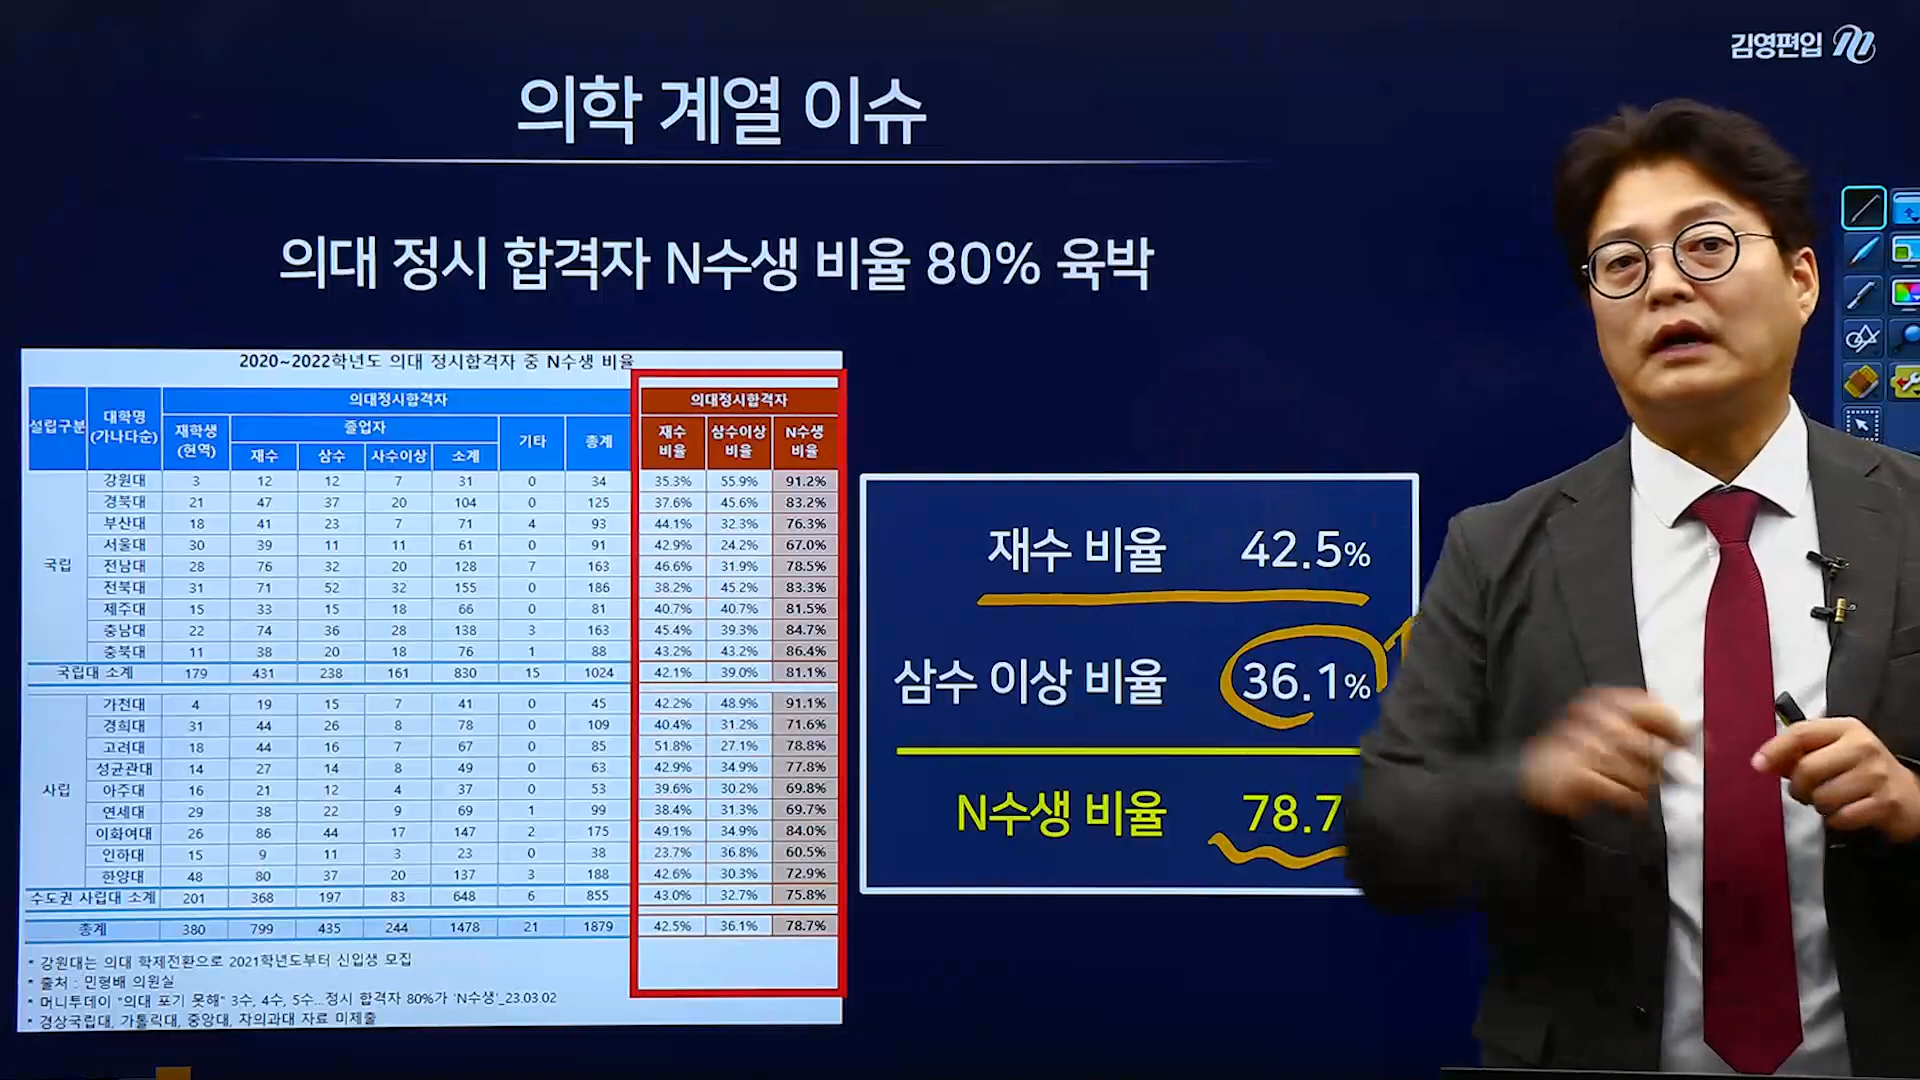 김영편입
의학 계열 이슈
의대 정시 합격자 N수생 비율 80% 육박
2020~2022학년도 의대 정시합격자 중 N수생 비율
설립구분 대학명 (가나다순) 의대정시합격자 의대정시합격자
재학생 (현역) 졸업자 기타 총계 재수 비율 삼수이상 비율 N수생 비율
재수 삼수 사수이상 소계
국립
강원대 3 12 12 7 31 0 34 35.3% 55.9% 91.2%
경북대 21 47 37 20 104 0 125 37.6% 45.6% 83.2%
부산대 18 41 23 7 71 4 93 44.1% 32.3% 76.3%
서울대 30 39 11 11 61 0 91 42.9% 24.2% 67.0%
전남대 28 76 32 20 128 7 163 46.6% 31.9% 78.5%
전북대 31 71 52 32 155 0 186 38.2% 45.2% 83.3%
제주대 15 33 15 18 66 0 81 40.7% 40.7% 81.5%
충남대 22 74 36 28 138 3 163 45.4% 39.3% 84.7%
충북대 11 38 20 18 76 1 88 43.2% 43.2% 86.4%
국립대 소계 179 431 238 161 830 15 1024 42.1% 39.0% 81.1%
사립
가천대 4 19 15 7 41 0 45 42.2% 48.9% 91.1%
경희대 31 44 26 8 78 0 109 40.4% 31.2% 71.6%
고려대 18 44 16 7 67 0 85 51.8% 27.1% 78.8%
성균관대 14 27 14 8 49 0 63 42.9% 34.9% 77.8%
아주대 16 21 12 4 37 0 53 39.6% 30.2% 69.8%
연세대 29 38 22 9 69 1 99 38.4% 31.3% 69.7%
이화여대 26 86 44 17 147 2 175 49.1% 34.9% 84.0%
인하대 15 9 11 3 23 0 38 23.7% 36.8% 60.5%
한양대 48 80 37 20 137 3 188 42.6% 30.3% 72.9%
수도권 사립대 소계 201 368 197 83 648 6 855 43.0% 32.7% 75.8%
총계 380 799 435 244 1478 21 1879 42.5% 36.1% 78.7%
* 강원대는 의대 학제전환으로 2021학년도부터 신입생 모집
* 출처 : 민형배 의원실
* 머니투데이 "의대 포기 못해" 3수, 4수, 5수...정시 합격자 80%가 'N수생'_23.03.02
* 경상국립대, 가톨릭대, 중앙대, 차의과대 자료 미제출
재수 비율 42.5%
삼수 이상 비율 36.1%
N수생 비율 78.7